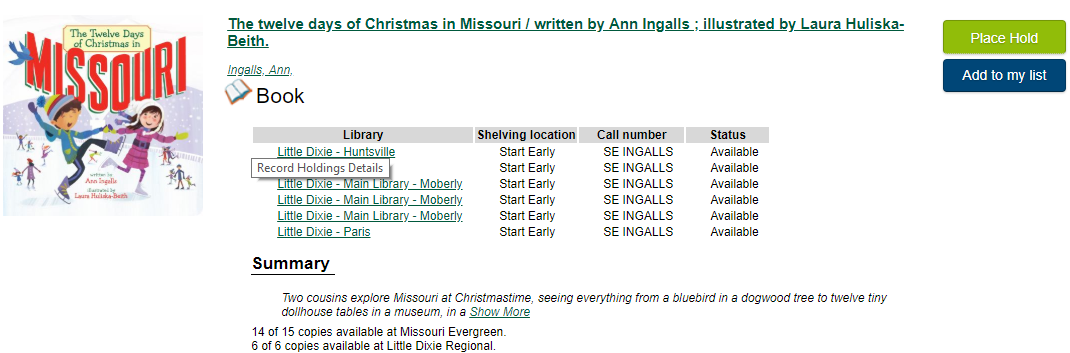 The Twelve Days
of Christmas in
MISSOURI
written by
Ann Ingalls
illustrated by
Laura Huliska-Beith
The twelve days of Christmas in Missouri / written by Ann Ingalls ; illustrated by Laura Huliska-
Beith.
Ingalls, Ann,
Book
Place Hold
Add to my list
Library Shelving location Call number Status
Little Dixie - Huntsville Start Early SE INGALLS Available
Record Holdings Details Start Early SE INGALLS Available
Little Dixie - Main Library - Moberly Start Early SE INGALLS Available
Little Dixie - Main Library - Moberly Start Early SE INGALLS Available
Little Dixie - Main Library - Moberly Start Early SE INGALLS Available
Little Dixie - Paris Start Early SE INGALLS Available
Summary
Two cousins explore Missouri at Christmastime, seeing everything from a bluebird in a dogwood tree to twelve tiny
dollhouse tables in a museum, in a Show More
14 of 15 copies available at Missouri Evergreen.
6 of 6 copies available at Little Dixie Regional.